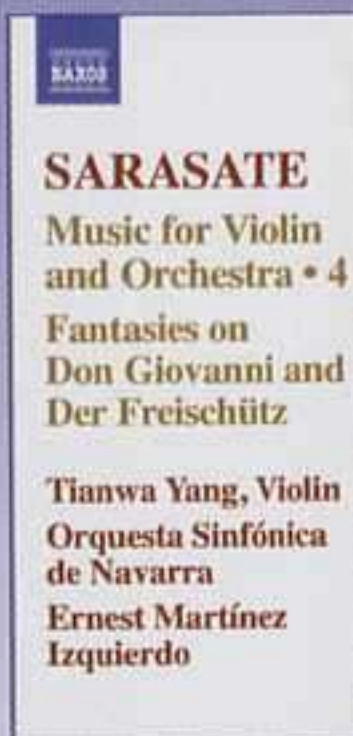 NAXOS
SARASATE
Music for Violin
and Orchestra • 4
Fantasies on
Don Giovanni and
Der Freischütz
Tianwa Yang, Violin
Orquesta Sinfónica
de Navarra
Ernest Martínez
Izquierdo